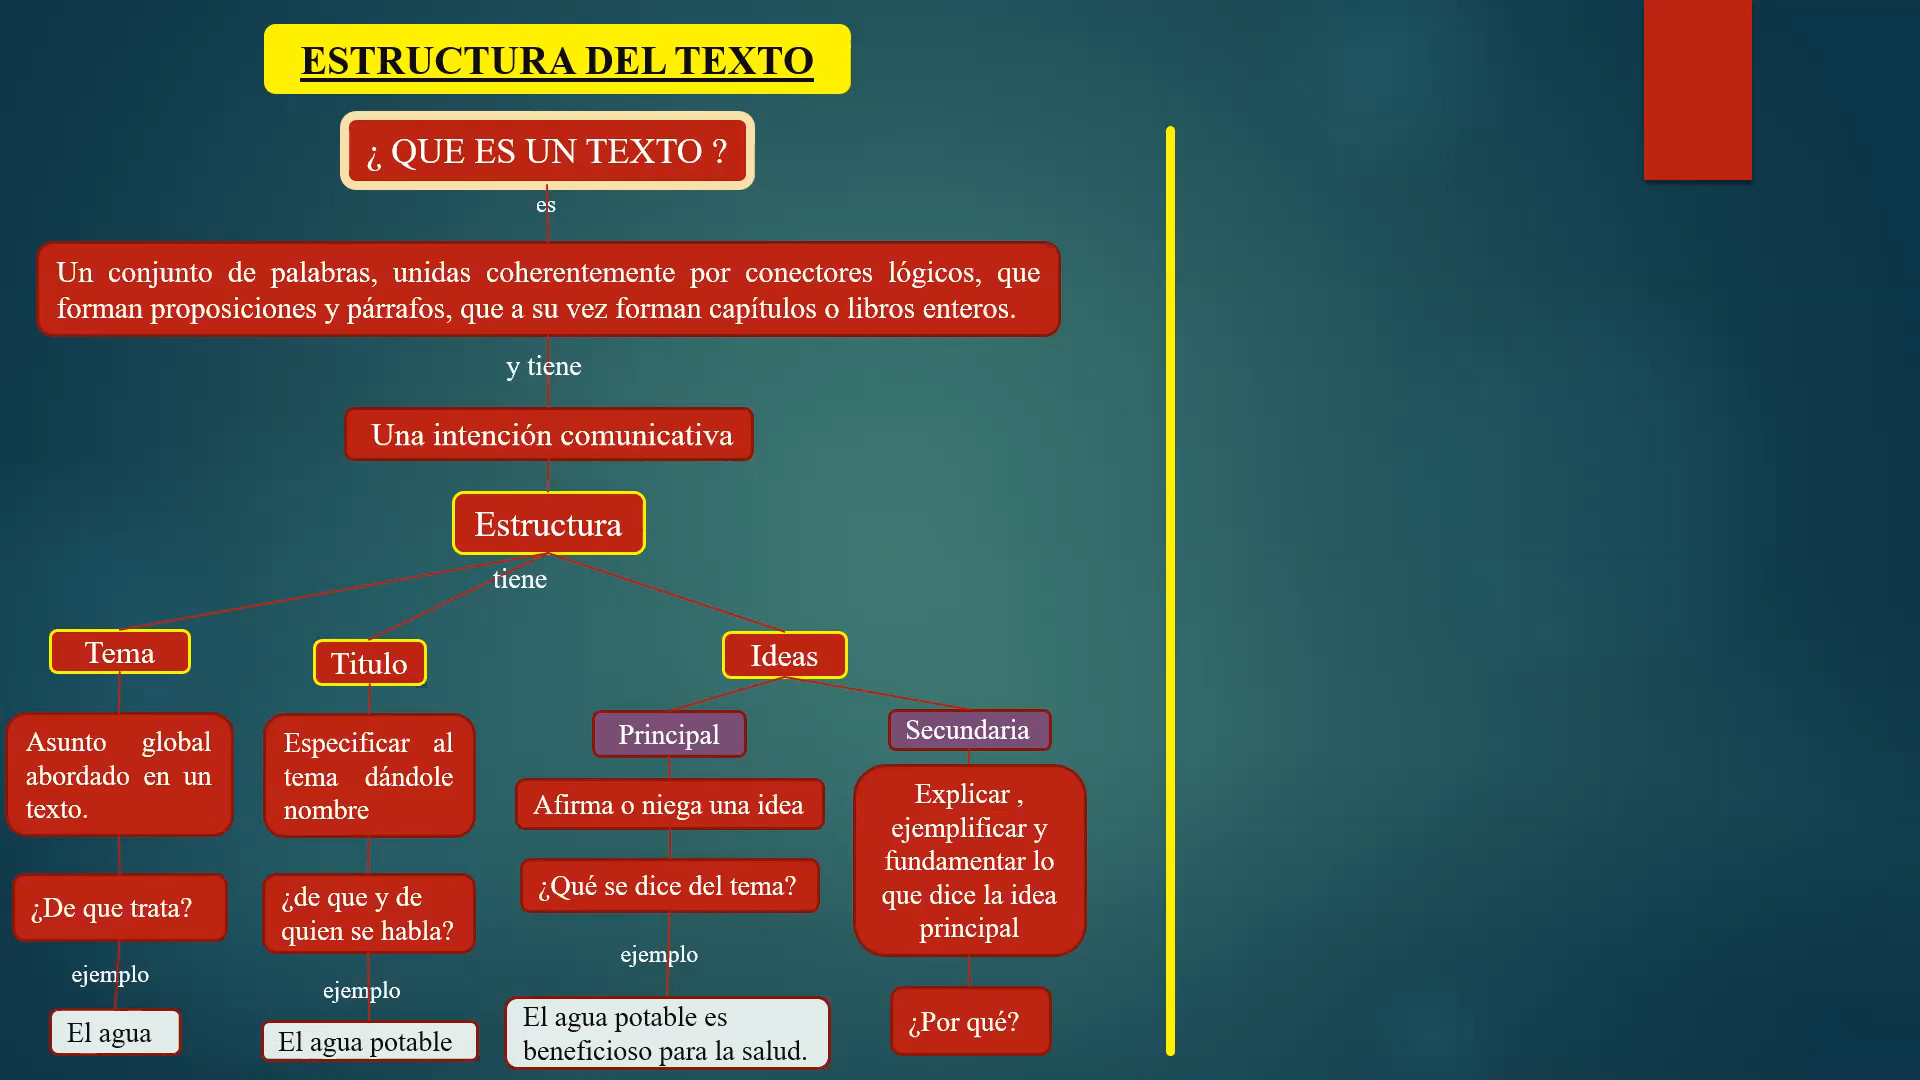 ESTRUCTURA DEL TEXTO
¿ QUE ES UN TEXTO ?
es
Un conjunto de palabras, unidas coherentemente por conectores lógicos, que
forman proposiciones y párrafos, que a su vez forman capítulos o libros enteros.
y tiene
Una intención comunicativa
Estructura
tiene
Tema
Asunto global
abordado en un
texto.
¿De que trata?
ejemplo
El agua
Titulo
Especificar al
tema dándole
nombre
¿de que y de
quien se habla?
ejemplo
El agua potable
Ideas
Principal
Afirma o niega una idea
¿Qué se dice del tema?
ejemplo
El agua potable es
beneficioso para la salud.
Secundaria
Explicar ,
ejemplificar y
fundamentar lo
que dice la idea
principal
¿Por qué?